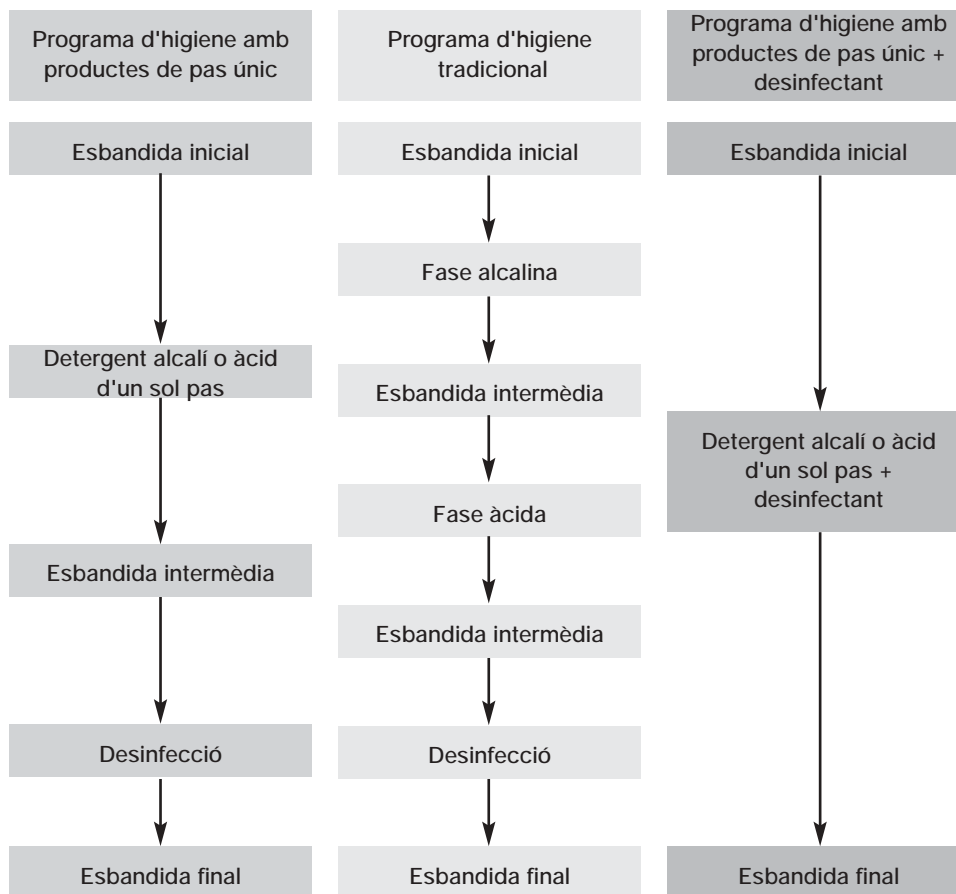 Programa d'higiene amb
productes de pas únic
Esbandida inicial
Detergent alcalí o àcid
d'un sol pas
Esbandida intermèdia
Desinfecció
Esbandida final
Programa d'higiene
tradicional
Esbandida inicial
Fase alcalina
Esbandida intermèdia
Fase àcida
Esbandida intermèdia
Desinfecció
Esbandida final
Programa d'higiene amb
productes de pas únic +
desinfectant
Esbandida inicial
Detergent alcalí o àcid
d'un sol pas +
desinfectant
Esbandida final